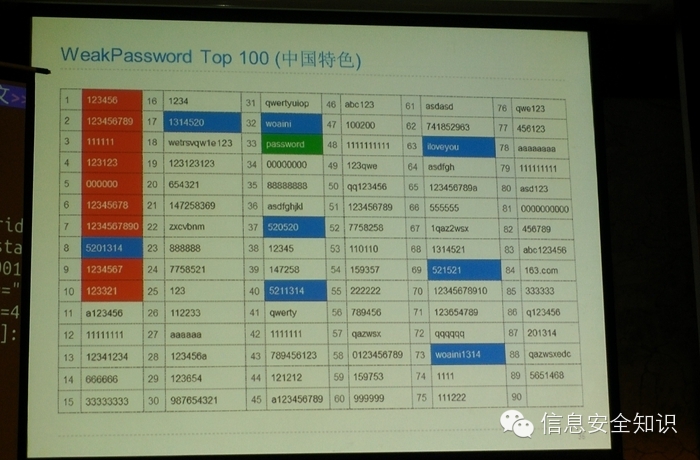 WeakPassword Top 100 (中国特色)
1 123456 16 1234 31 qwertyuiop 46 abc123 61 asdasd 76 qwe123
2 123456789 17 1314520 32 woaini 47 100200 62 741852963 77 456123
3 111111 18 wetrsvqw1e123 33 password 48 1111111111 63 iloveyou 78 aaaaaaaa
4 123123 19 123123123 34 00000000 49 123qwe 64 asdfgh 79 1111111
5 000000 20 654321 35 88888888 50 qq123456 65 123456789a 80 asd123
6 12345678 21 147258369 36 asdfghjkl 51 123456789 66 555555 81 0000000000
7 1234567890 22 zxcvbnm 37 520520 52 7758258 67 1qaz2wsx 82 456789
8 5201314 23 888888 38 12345 53 110110 68 1314521 83 abc123456
9 1234567 24 7758521 39 147258 54 159357 69 521521 84 163.com
10 123321 25 123 40 5211314 55 222222 70 12345678910 85 333333
11 a123456 26 112233 41 qwerty 56 789456 71 123654789 86 q123456
12 11111111 27 aaaaaa 42 1111111 57 qazwsx 72 qqqqqq 87 201314
13 12341234 28 123456a 43 789456123 58 0123456789 73 woaini1314 88 qazwsxedc
14 666666 29 123654 44 121212 59 159753 74 1111 89 5651468
15 33333333 30 987654321 45 a123456789 60 999999 75 111222 90
信息安全知识